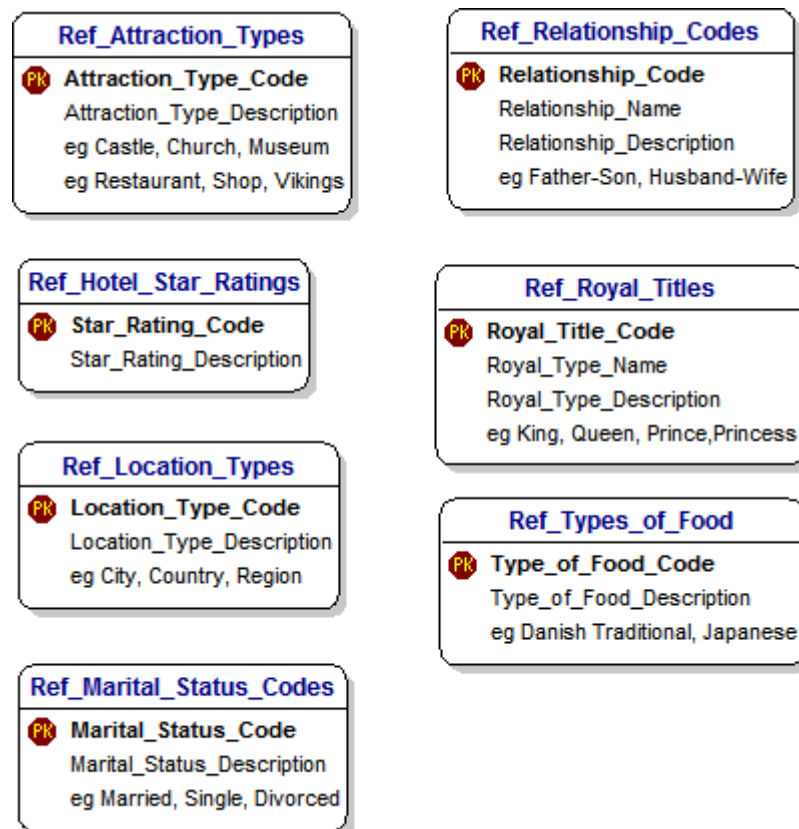 Ref_Attraction_Types
PK Attraction_Type_Code
Attraction_Type_Description
eg Castle, Church, Museum
eg Restaurant, Shop, Vikings
Ref_Hotel_Star_Ratings
PK Star_Rating_Code
Star_Rating_Description
Ref_Location_Types
PK Location_Type_Code
Location_Type_Description
eg City, Country, Region
Ref_Marital_Status_Codes
PK Marital_Status_Code
Marital_Status_Description
eg Married, Single, Divorced
Ref_Relationship_Codes
PK Relationship_Code
Relationship_Name
Relationship_Description
eg Father-Son, Husband-Wife
Ref_Royal_Titles
PK Royal_Title_Code
Royal_Type_Name
Royal_Type_Description
eg King, Queen, Prince,Princess
Ref_Types_of_Food
PK Type_of_Food_Code
Type_of_Food_Description
eg Danish Traditional, Japanese